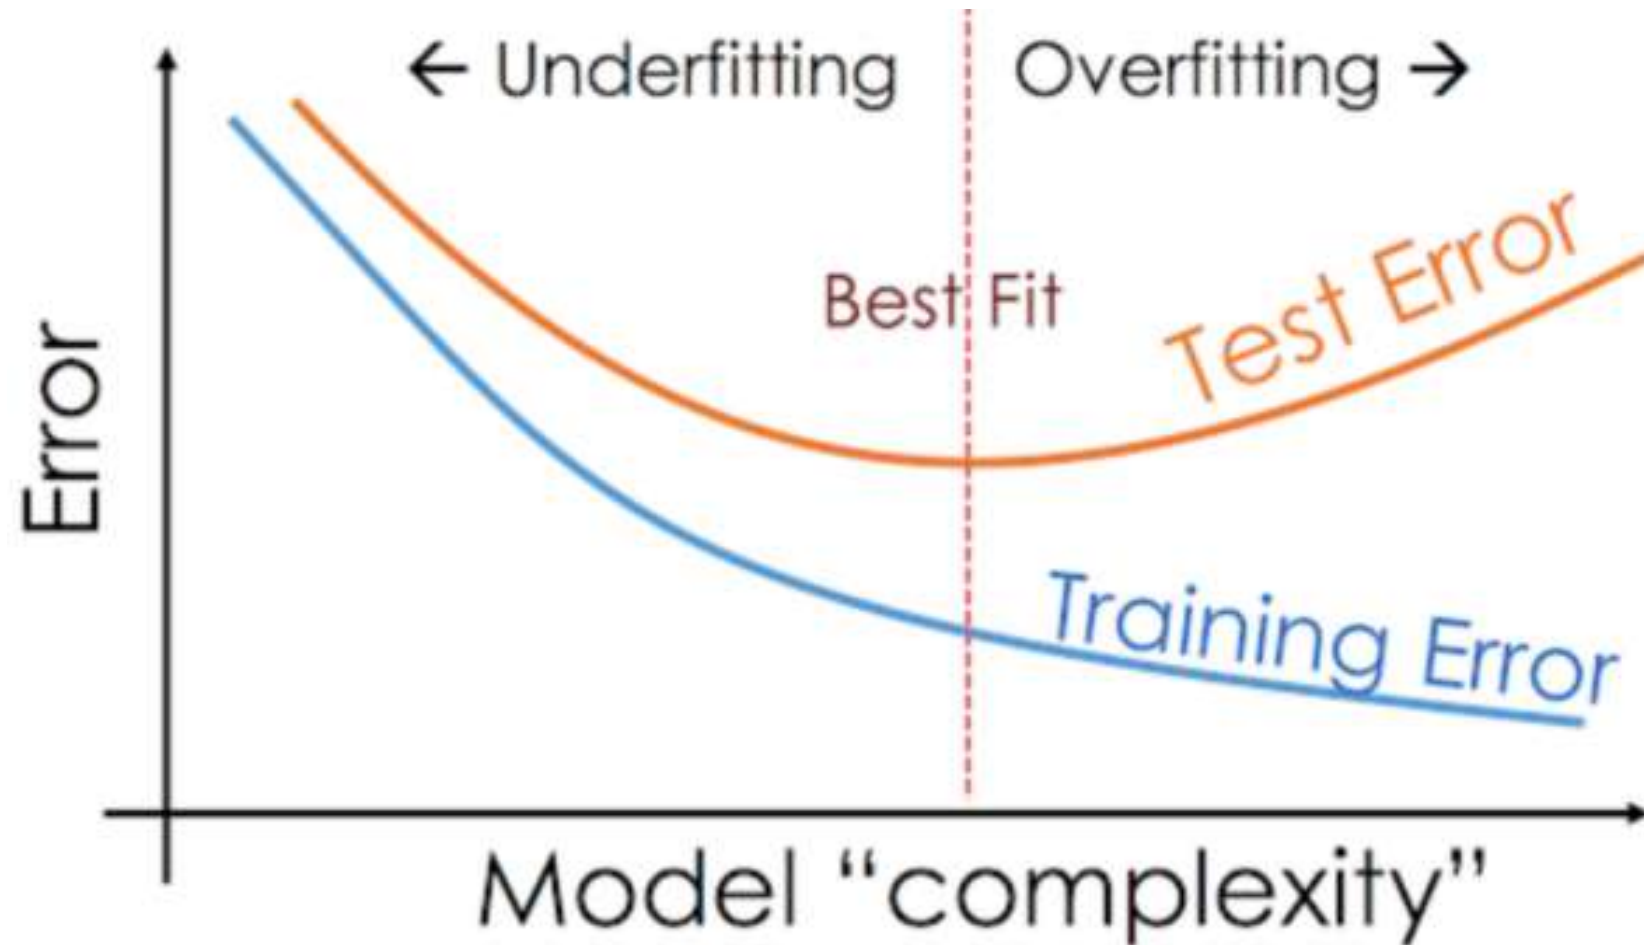 ← Underfitting
Overfitting →
Best Fit
Test Error
Training Error
Error
Model “complexity”